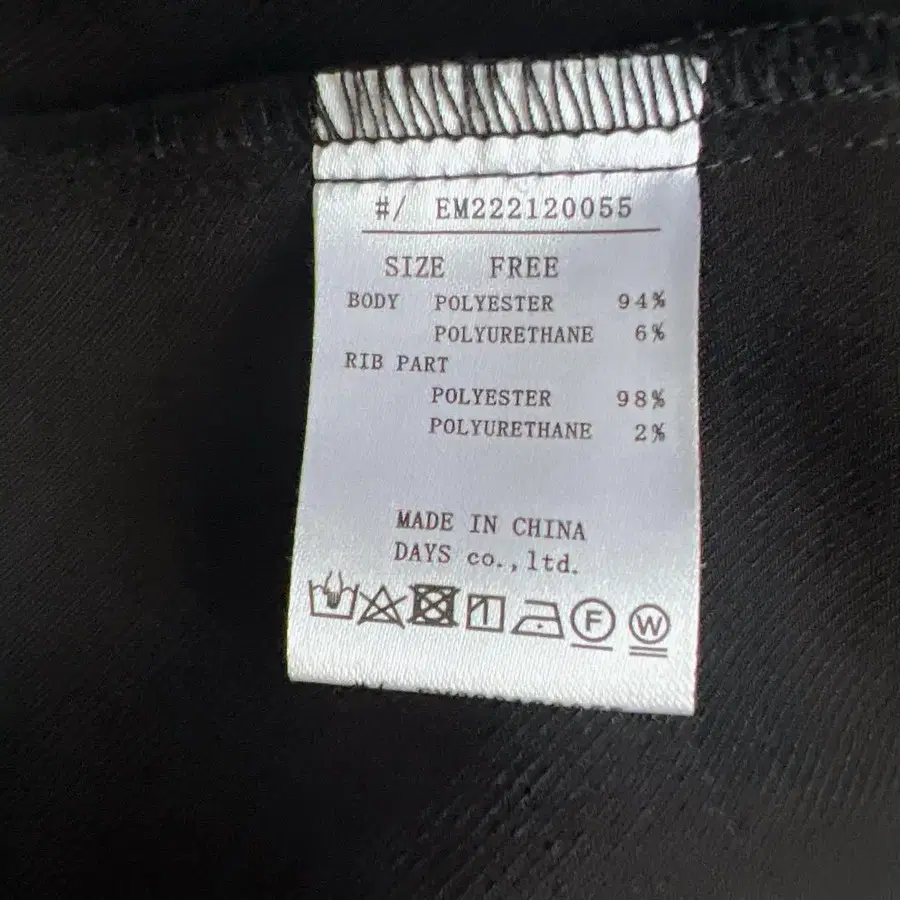 #/ EM222120055
SIZE FREE
BODY POLYESTER 94%
POLYURETHANE 6%
RIB PART
POLYESTER 98%
POLYURETHANE 2%
MADE IN CHINA
DAYS co.,ltd.
F W